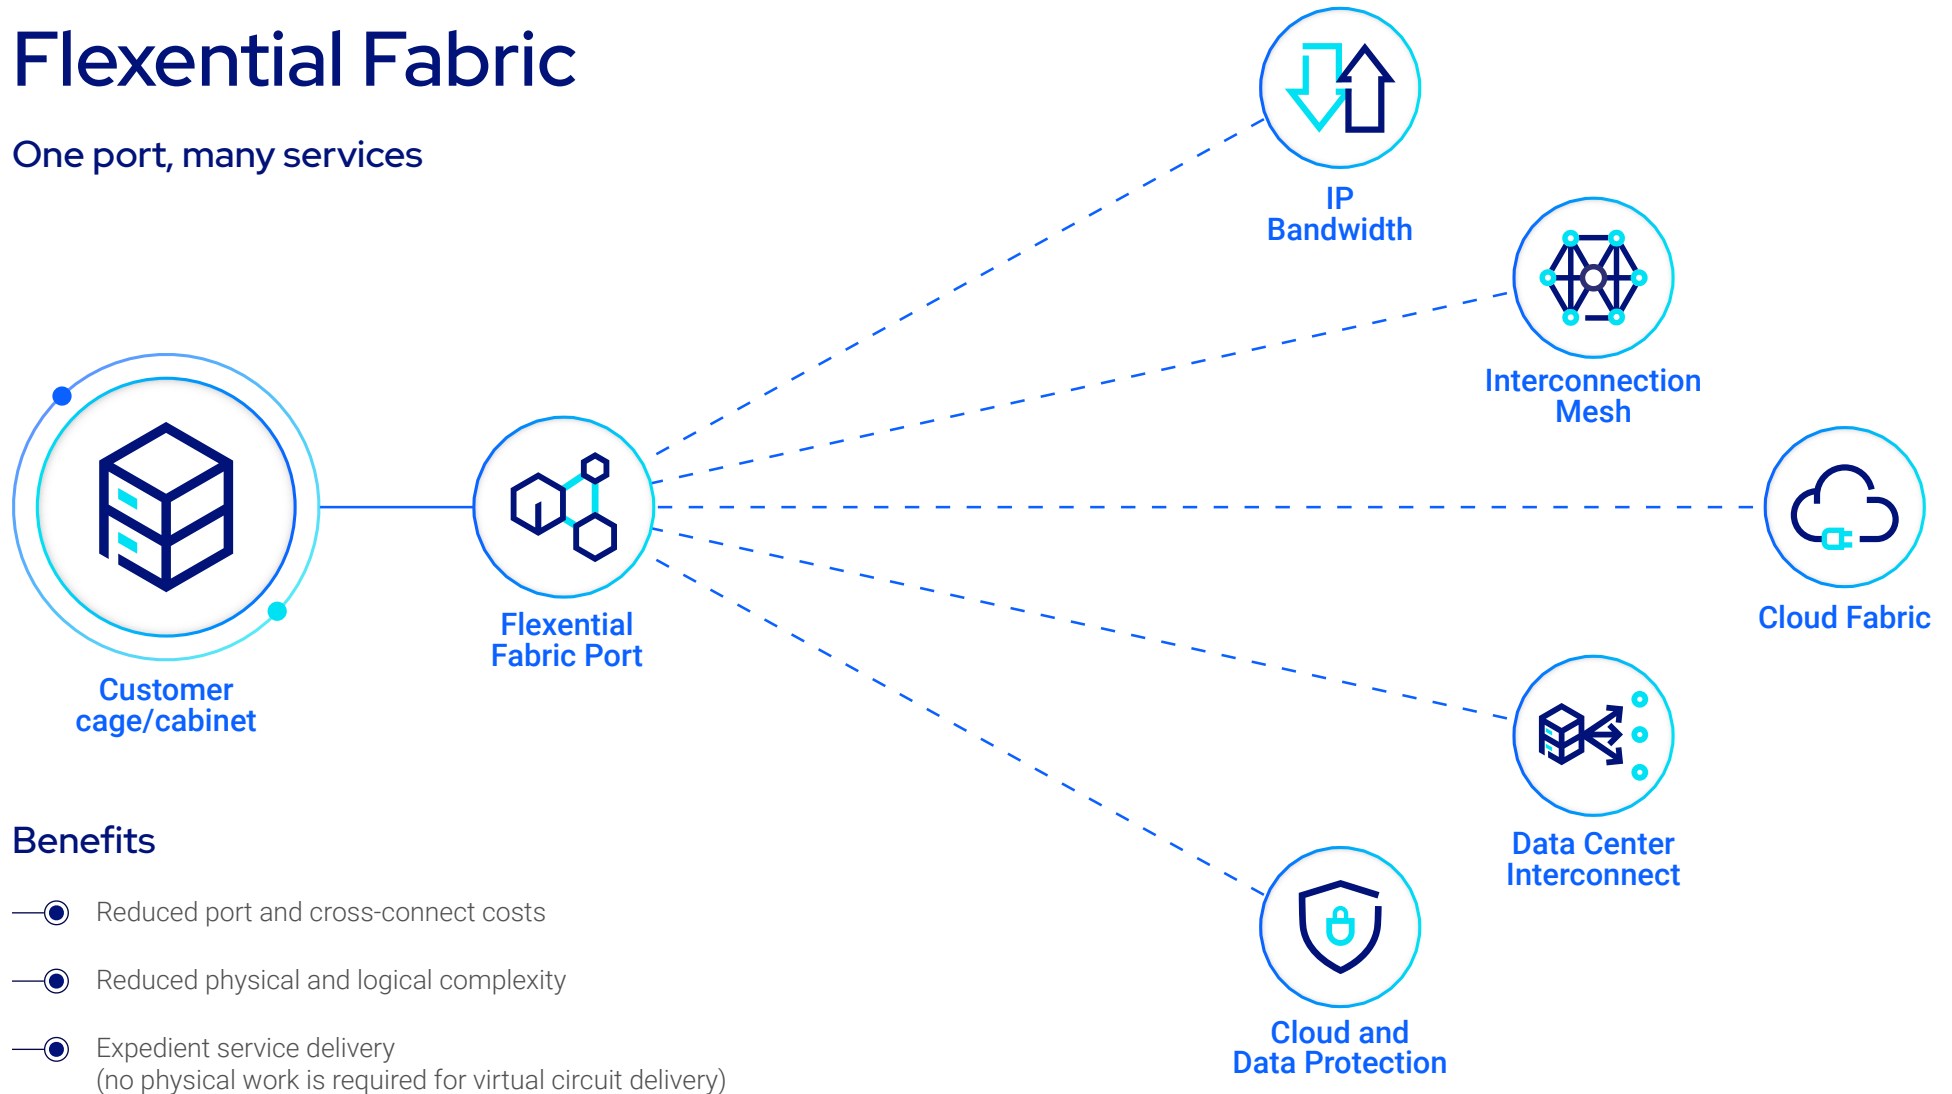 Flexential Fabric
One port, many services
IP
Bandwidth
Interconnection
Mesh
Cloud Fabric
Flexential
Fabric Port
Customer
cage/cabinet
Data Center
Interconnect
Cloud and
Data Protection
Benefits
Reduced port and cross-connect costs
Reduced physical and logical complexity
Expedient service delivery
(no physical work is required for virtual circuit delivery)